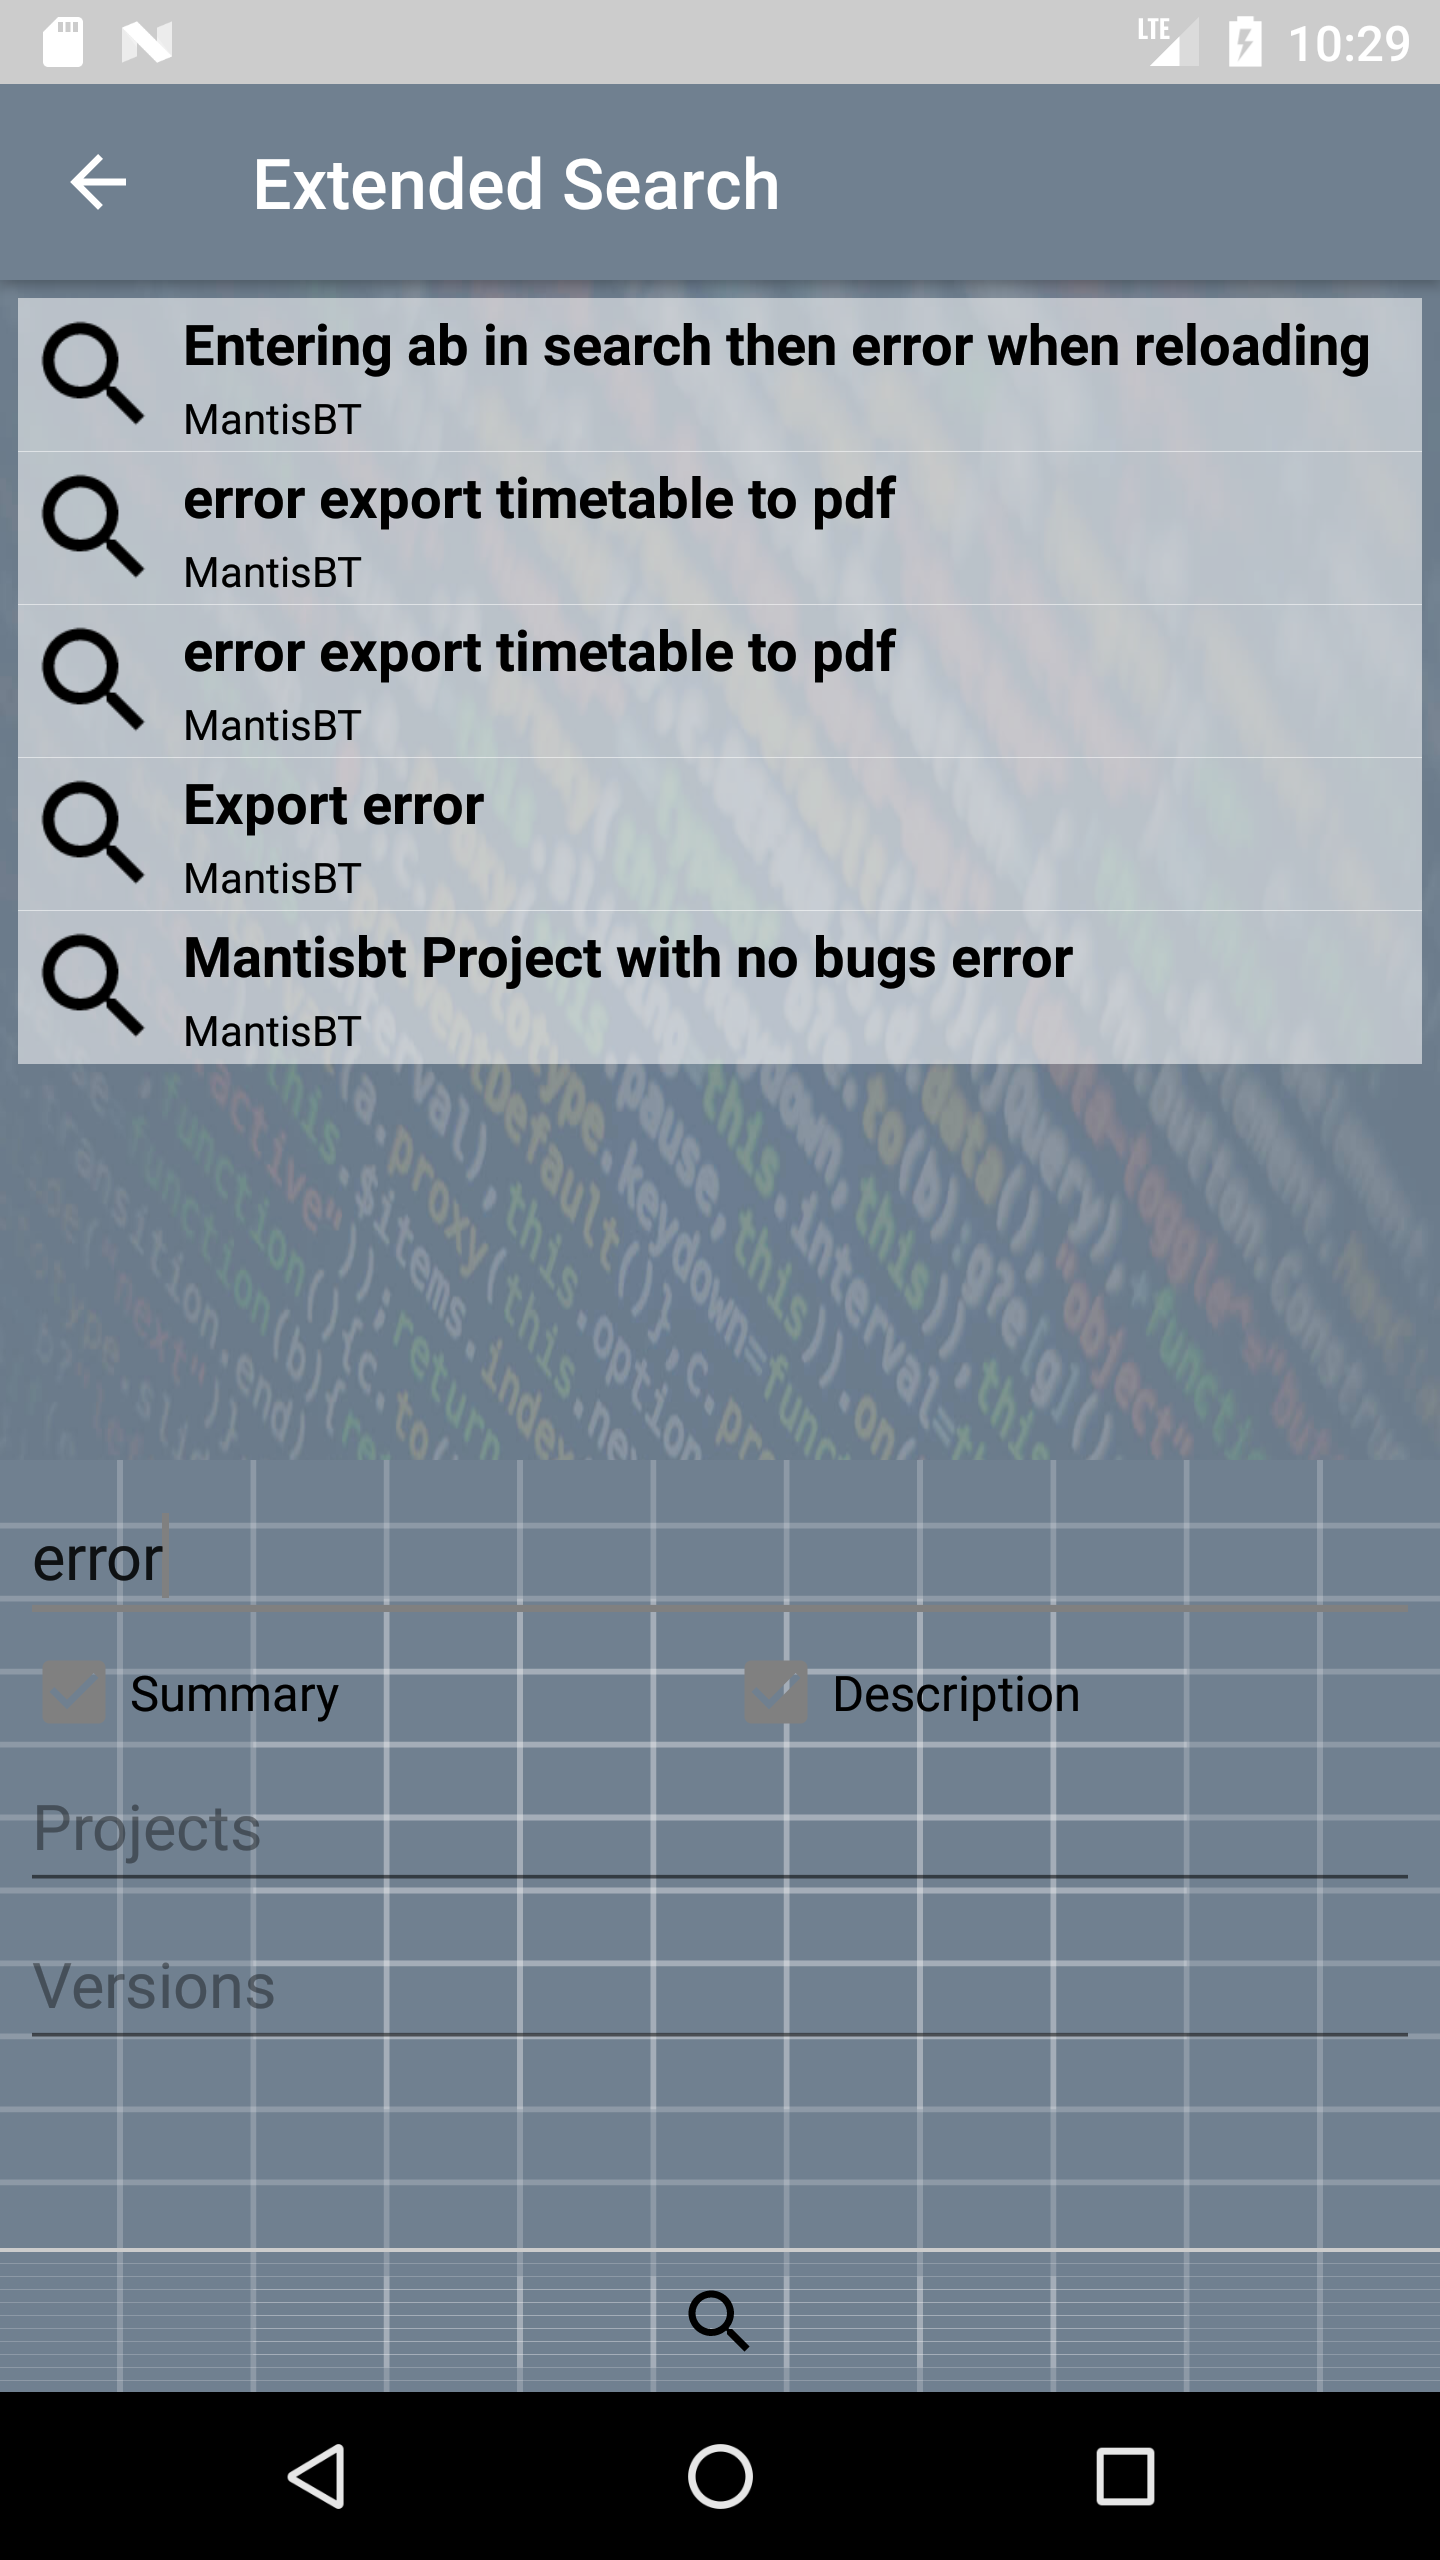 LTE 10:29
Extended Search
Entering ab in search then error when reloading
MantisBT
error export timetable to pdf
MantisBT
error export timetable to pdf
MantisBT
Export error
MantisBT
Mantisbt Project with no bugs error
MantisBT
error
Summary Description
Projects
Versions